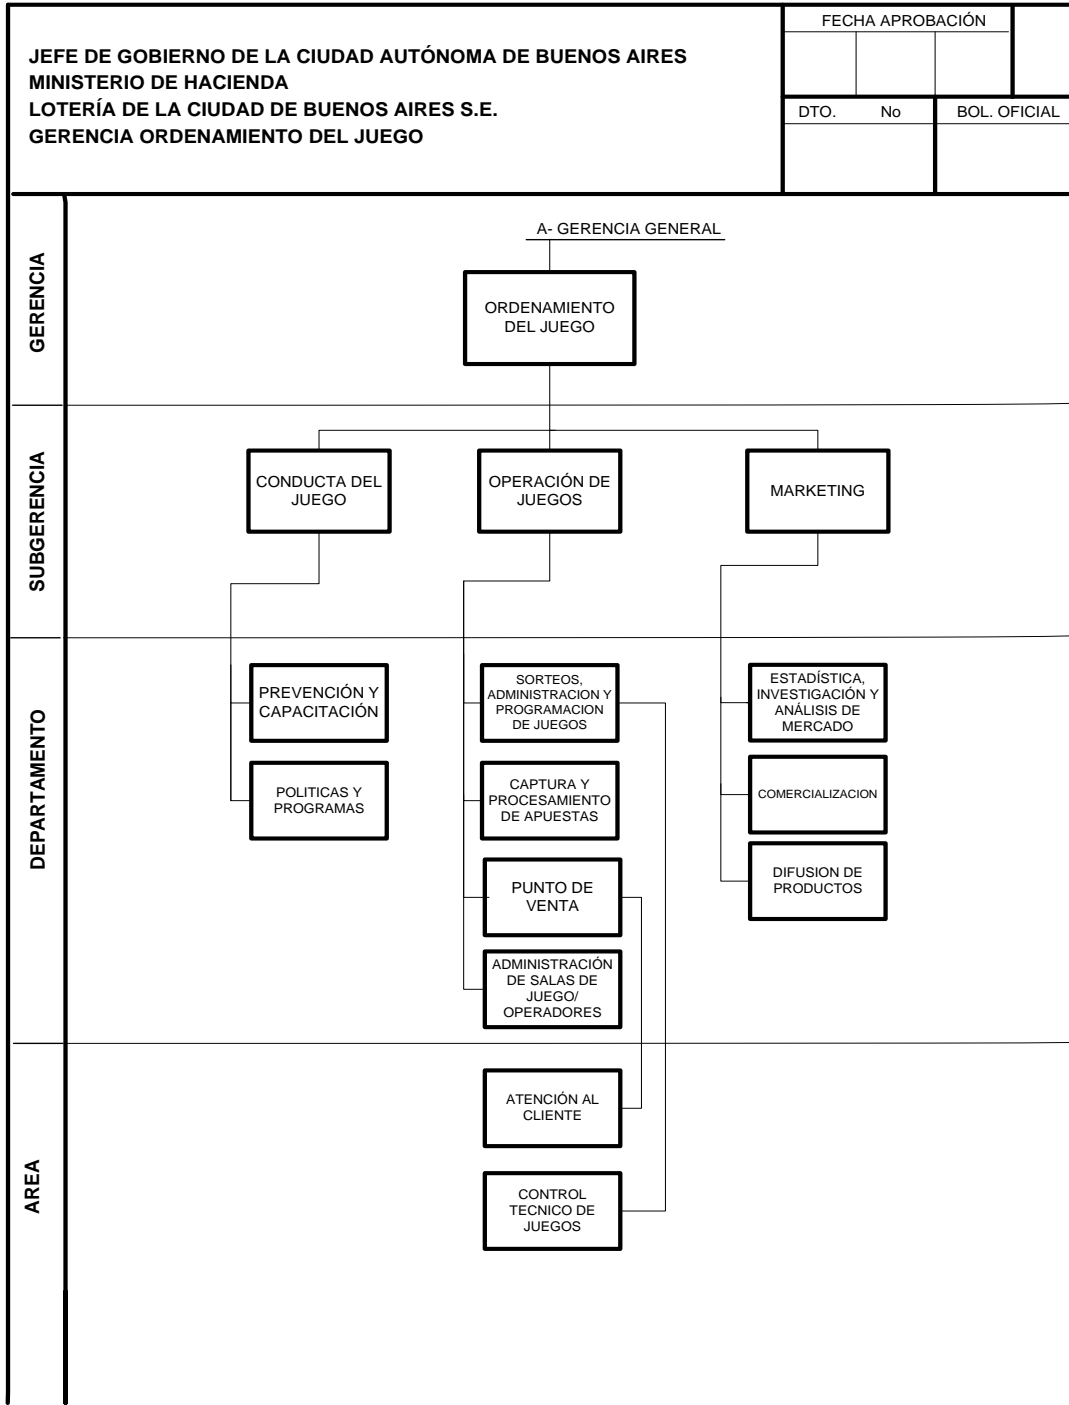 JEFE DE GOBIERNO DE LA CIUDAD AUTÓNOMA DE BUENOS AIRES
MINISTERIO DE HACIENDA
LOTERÍA DE LA CIUDAD DE BUENOS AIRES S.E.
GERENCIA ORDENAMIENTO DEL JUEGO
FECHA APROBACIÓN
DTO. No
BOL. OFICIAL
GERENCIA
A- GERENCIA GENERAL
ORDENAMIENTO
DEL JUEGO
SUBGERENCIA
CONDUCTA DEL
JUEGO
OPERACIÓN DE
JUEGOS
MARKETING
DEPARTAMENTO
PREVENCIÓN Y
CAPACITACIÓN
POLITICAS Y
PROGRAMAS
SORTEOS,
ADMINISTRACION Y
PROGRAMACION
DE JUEGOS
CAPTURA Y
PROCESAMIENTO
DE APUESTAS
PUNTO DE
VENTA
ADMINISTRACIÓN
DE SALAS DE
JUEGO/
OPERADORES
ESTADÍSTICA,
INVESTIGACIÓN Y
ANÁLISIS DE
MERCADO
COMERCIALIZACION
DIFUSION DE
PRODUCTOS
AREA
ATENCIÓN AL
CLIENTE
CONTROL
TECNICO DE
JUEGOS